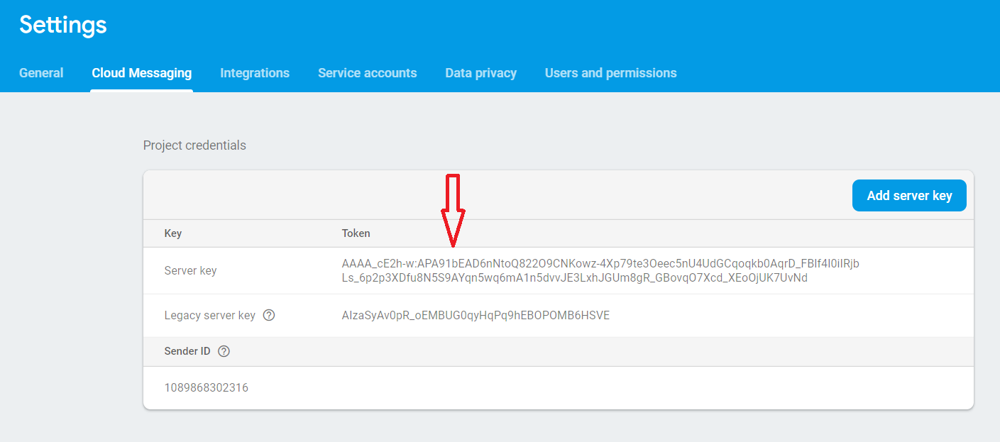 Settings
General Cloud Messaging Integrations Service accounts Data privacy Users and permissions
Project credentials
Add server key
Key Token
Server key AAAA_cE2h-w:APA91bEAD6nNtoQ822O9CNKowz-4Xp79te3Oeec5nU4UdGCqoqkb0AqrD_FBIf4I0iIRjb
Ls_6p2p3XDfu8N5S9AYqn5wq6mA1n5dvvJE3LxhJGUm8gR_GBovqO7Xcd_XEoOjUK7UvNd
Legacy server key ? AIzaSyAv0pR_oEMBUG0qyHqPq9hEBOPOMB6HSVE
Sender ID ?
1089868302316